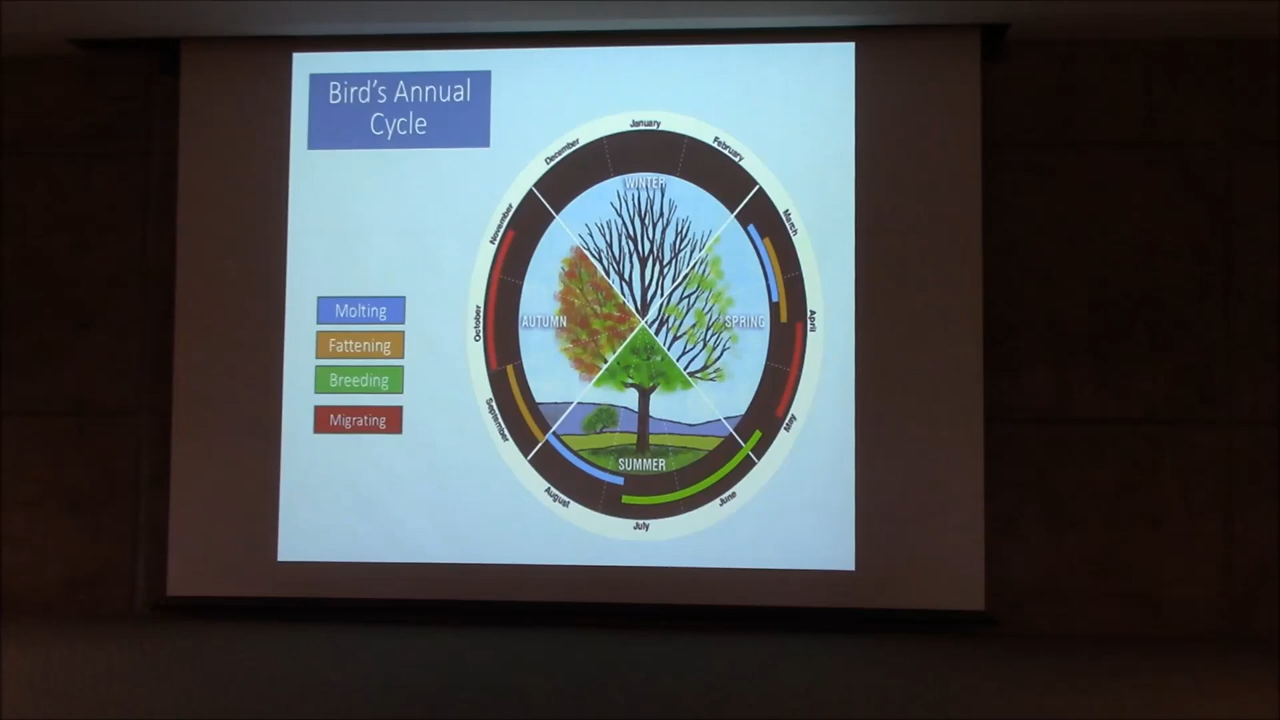 Bird's Annual
Cycle
January
February
March
April
May
June
July
August
September
October
November
December
WINTER
SPRING
SUMMER
AUTUMN
Molting
Fattening
Breeding
Migrating